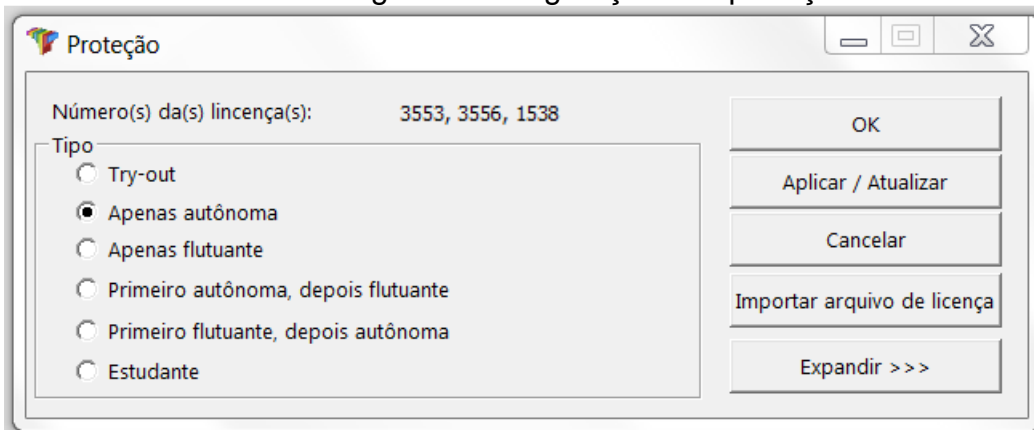 Proteção
Número(s) da(s) lincença(s): 3553, 3556, 1538
Tipo
Try-out
Apenas autônoma
Apenas flutuante
Primeiro autônoma, depois flutuante
Primeiro flutuante, depois autônoma
Estudante
OK
Aplicar / Atualizar
Cancelar
Importar arquivo de licença
Expandir >>>